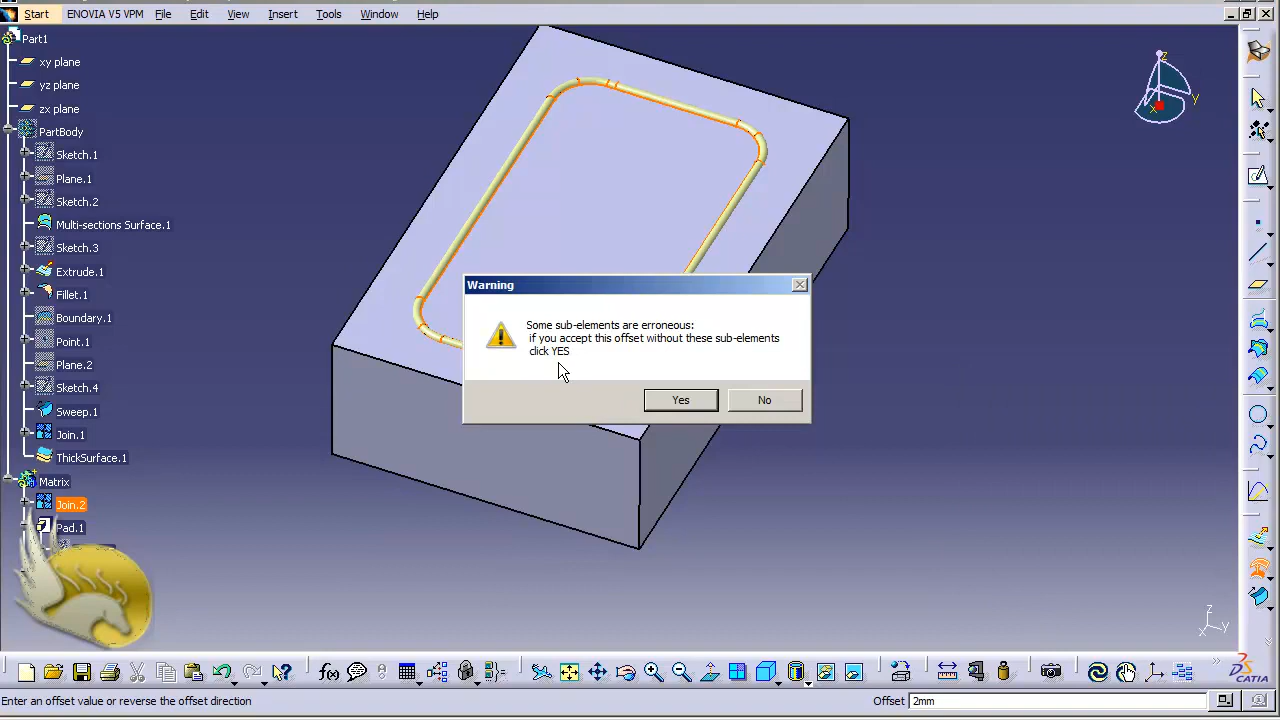 Start ENOVIA V5 VPM File Edit View Insert Tools Window Help
Part1
xy plane
yz plane
zx plane
PartBody
Sketch.1
Plane.1
Sketch.2
Multi-sections Surface.1
Sketch.3
Extrude.1
Fillet.1
Boundary.1
Point.1
Plane.2
Sketch.4
Sweep.1
Join.1
ThickSurface.1
Matrix
Join.2
Pad.1
z
y
x
Warning
Some sub-elements are erroneous:
if you accept this offset without these sub-elements
click YES
Yes No
z
x y
f(x)
CATIA
Enter an offset value or reverse the offset direction Offset 2mm